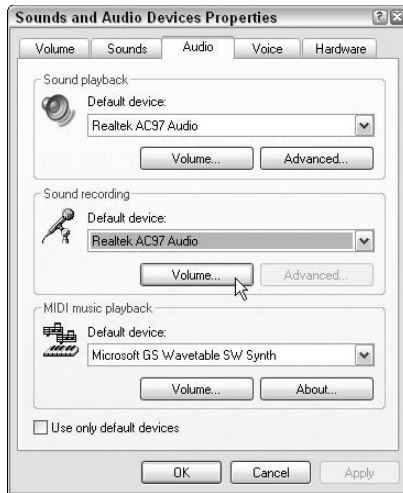 Sounds and Audio Devices Properties
Volume Sounds Audio Voice Hardware
Sound playback
Default device:
Realtek AC97 Audio
Volume... Advanced...
Sound recording
Default device:
Realtek AC97 Audio
Volume... Advanced...
MIDI music playback
Default device:
Microsoft GS Wavetable SW Synth
Volume... About...
Use only default devices
OK Cancel Apply